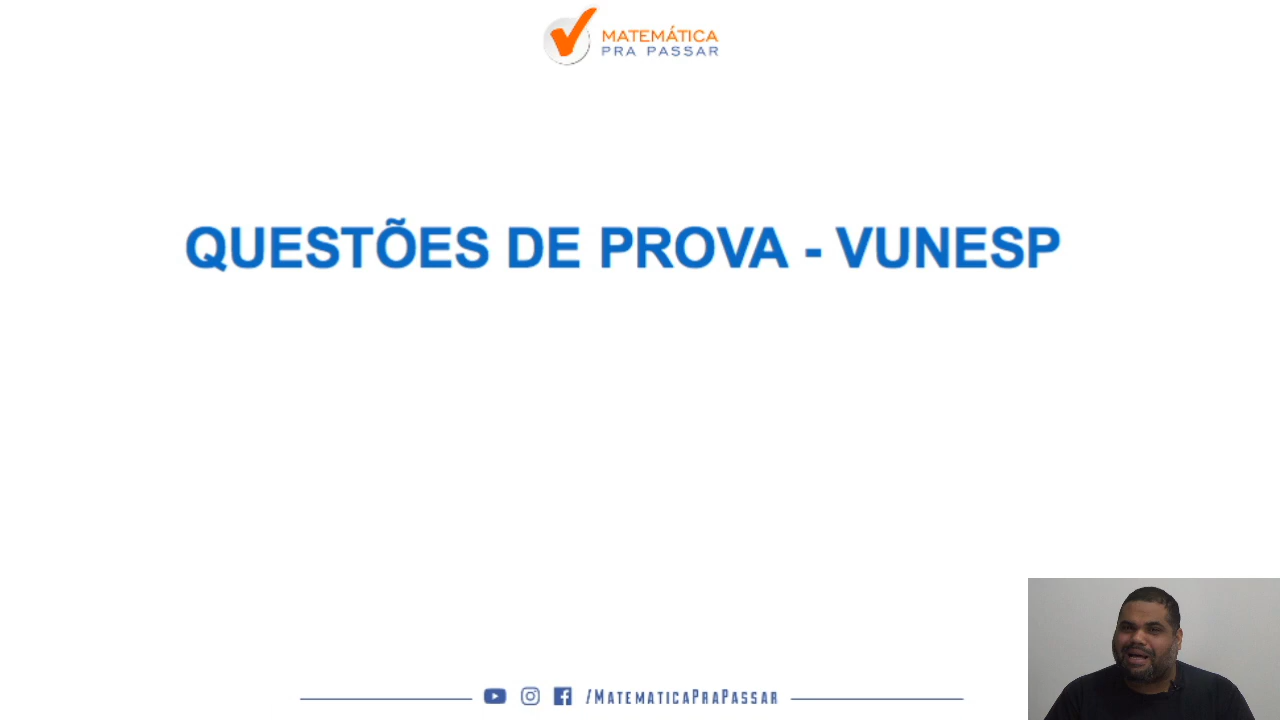 MATEMÁTICA
PRA PASSAR
QUESTÕES DE PROVA - VUNESP
/MATEMATICAPRAPASSAR